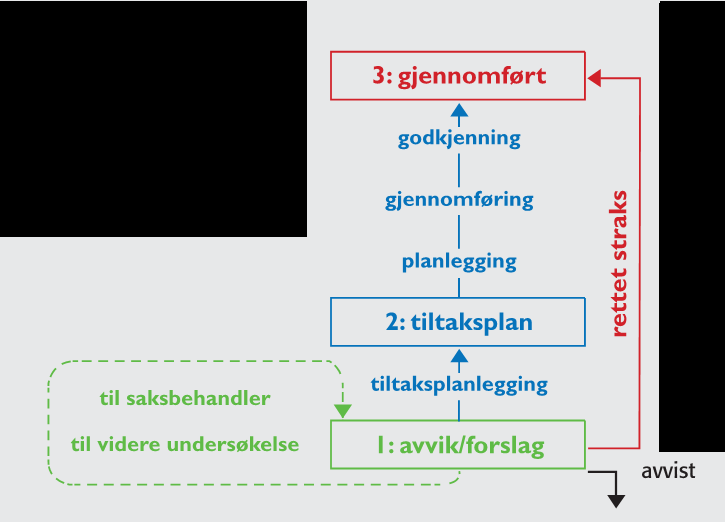 3: gjennomført
godkjenning
gjennomføring
planlegging
rettet straks
2: tiltaksplan
tiltaksplanlegging
til saksbehandler
til videre undersøkelse
1: avvik/forslag
avvist